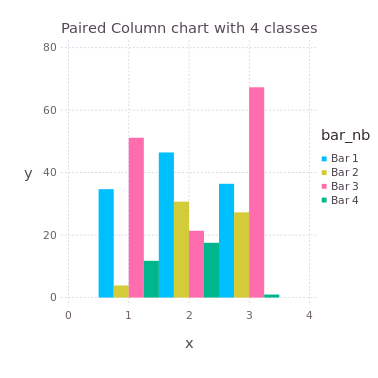 Paired Column chart with 4 classes
80
60
40
20
0
y
0 1 2 3 4
x
bar_nb
Bar 1
Bar 2
Bar 3
Bar 4